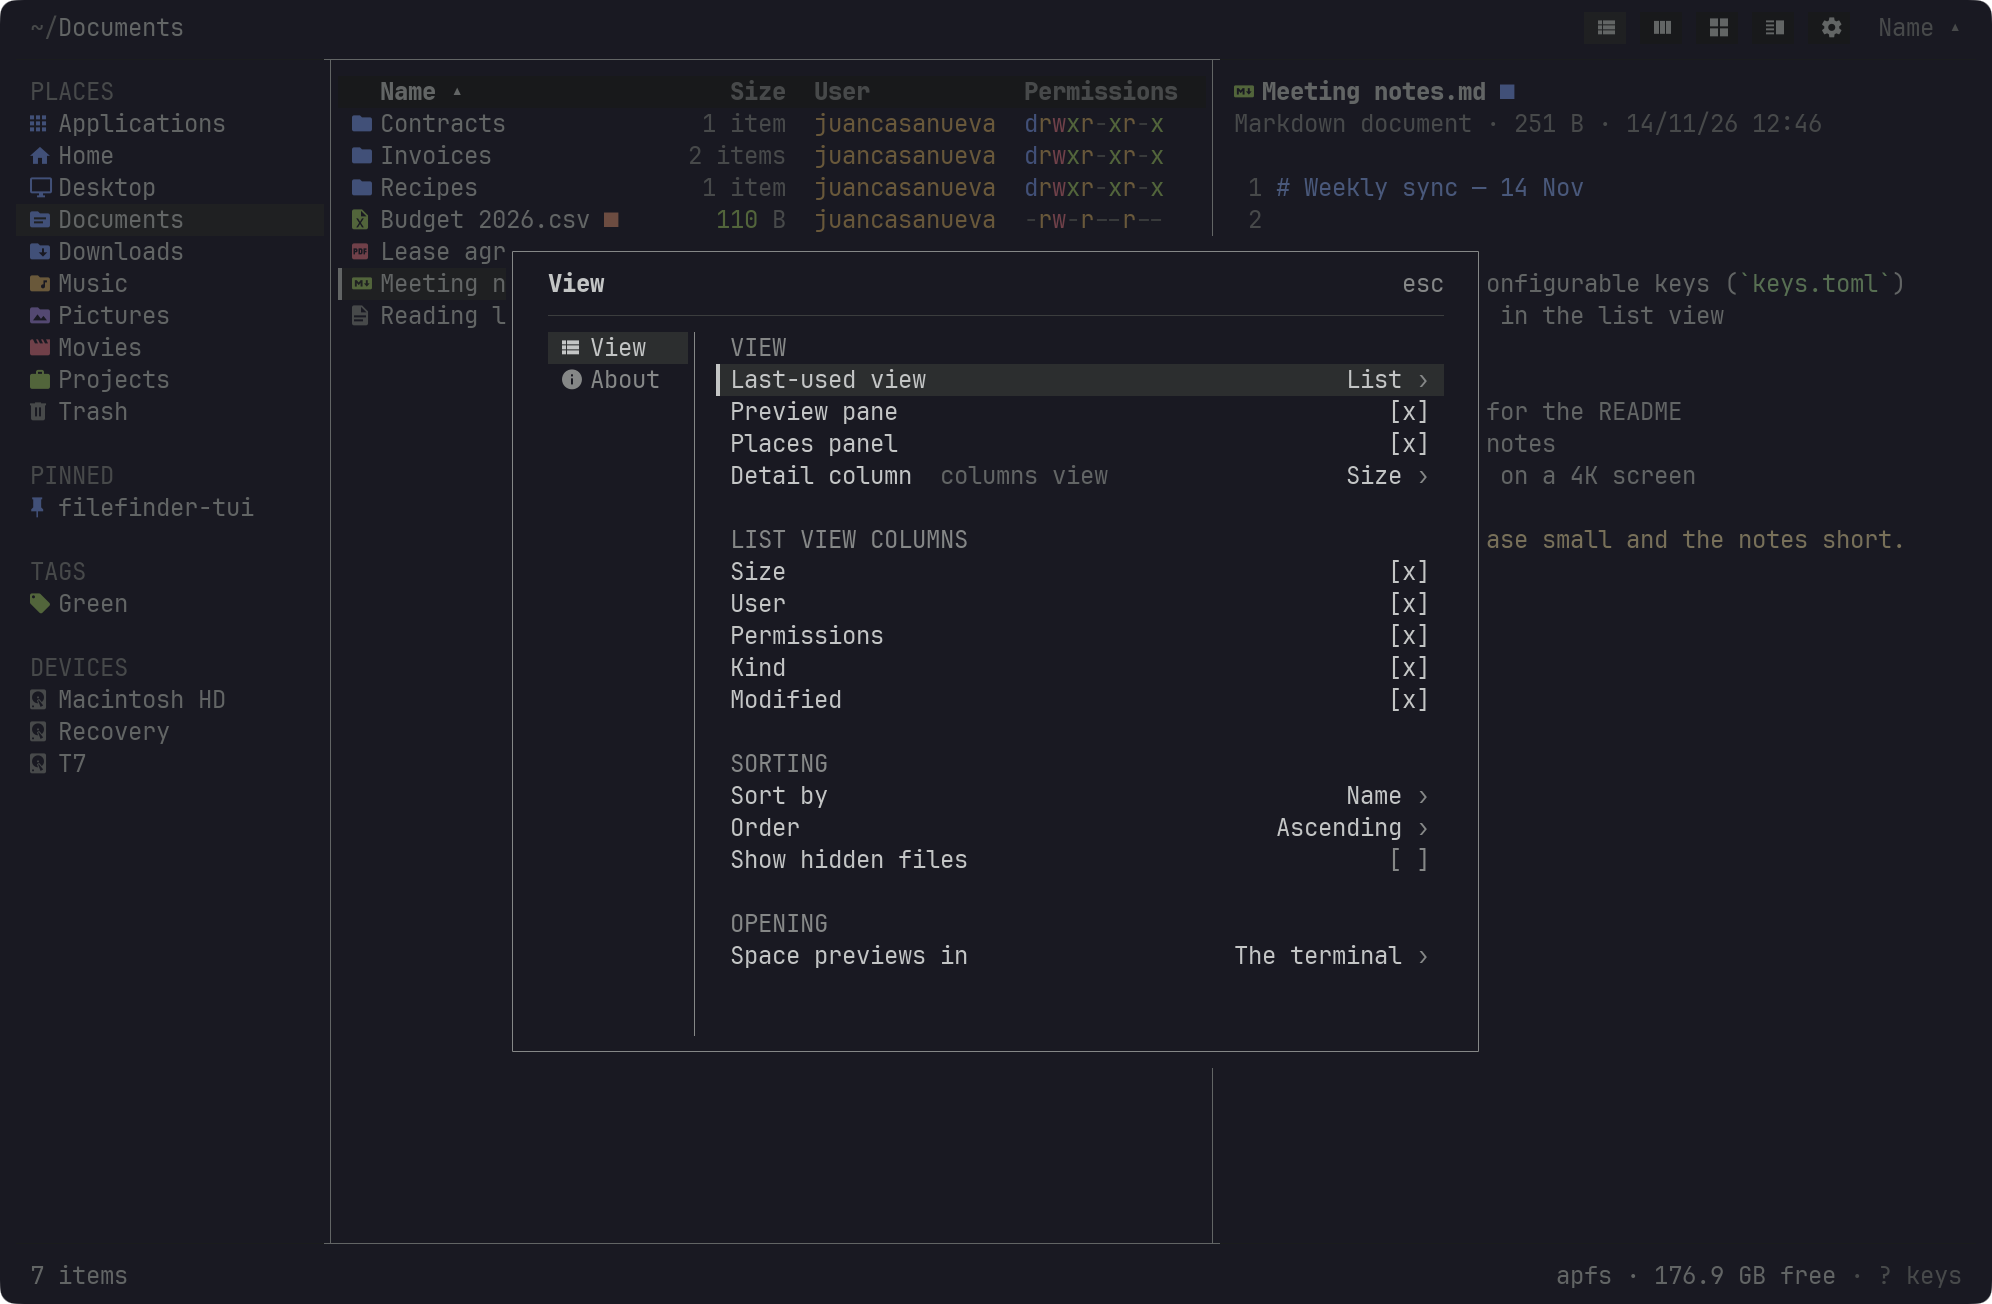 ~/Documents
Name ▲
PLACES
Applications
Home
Desktop
Documents
Downloads
Music
Pictures
Movies
Projects
Trash
PINNED
filefinder-tui
TAGS
Green
DEVICES
Macintosh HD
Recovery
T7
Name ▲ Size User Permissions
Contracts 1 item juancasanueva drwxr-xr-x
Invoices 2 items juancasanueva drwxr-xr-x
Recipes 1 item juancasanueva drwxr-xr-x
Budget 2026.csv 110 B juancasanueva -rw-r--r--
Lease agr
Meeting n
Reading l
Meeting notes.md
Markdown document · 251 B · 14/11/26 12:46
1 # Weekly sync — 14 Nov
2
onfigurable keys (`keys.toml`)
in the list view
for the README
notes
on a 4K screen
ase small and the notes short.
View esc
View
About
VIEW
Last-used view List ›
Preview pane [x]
Places panel [x]
Detail column columns view Size ›
LIST VIEW COLUMNS
Size [x]
User [x]
Permissions [x]
Kind [x]
Modified [x]
SORTING
Sort by Name ›
Order Ascending ›
Show hidden files [ ]
OPENING
Space previews in The terminal ›
7 items
apfs · 176.9 GB free · ? keys